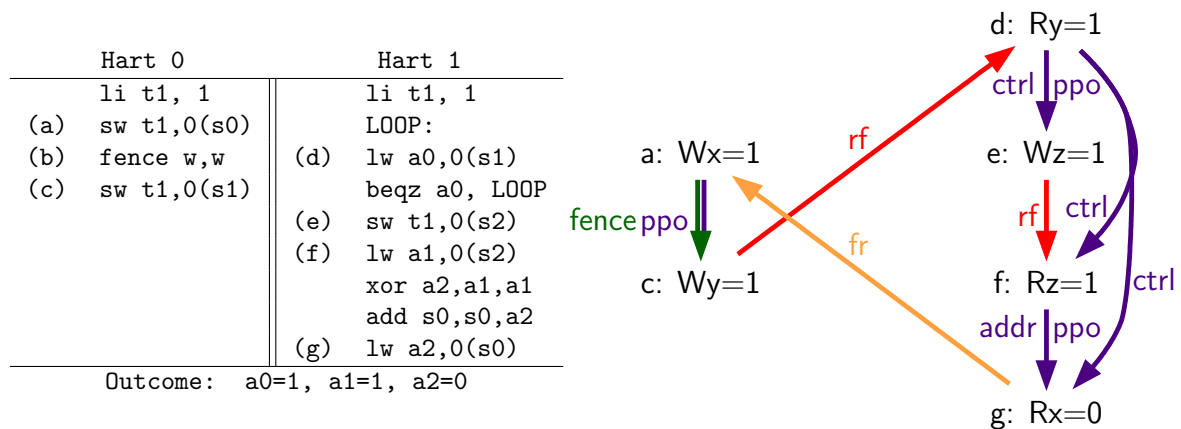 Hart 0 Hart 1
li t1, 1 li t1, 1
(a) sw t1,0(s0) LOOP:
(b) fence w,w (d) lw a0,0(s1)
(c) sw t1,0(s1) beqz a0, LOOP
(e) sw t1,0(s2)
(f) lw a1,0(s2)
xor a2,a1,a1
add s0,s0,a2
(g) lw a2,0(s0)
Outcome: a0=1, a1=1, a2=0
d: Ry=1
ctrl ppo
rf
a: Wx=1 e: Wz=1
fence ppo fr rf ctrl
c: Wy=1 f: Rz=1 ctrl
addr ppo
g: Rx=0